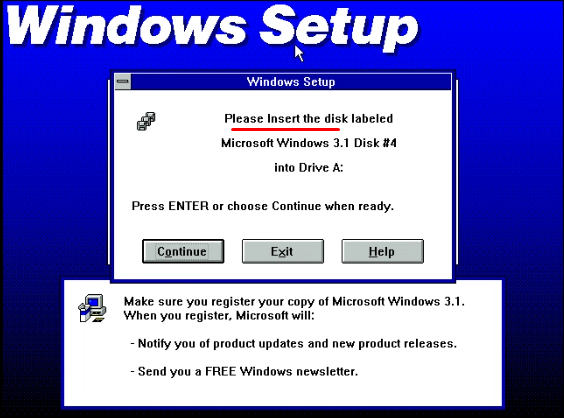 Windows Setup
Windows Setup
Please Insert the disk labeled
Microsoft Windows 3.1 Disk #4
into Drive A:
Press ENTER or choose Continue when ready.
Continue Exit Help
Make sure you register your copy of Microsoft Windows 3.1.
When you register, Microsoft will:
- Notify you of product updates and new product releases.
- Send you a FREE Windows newsletter.